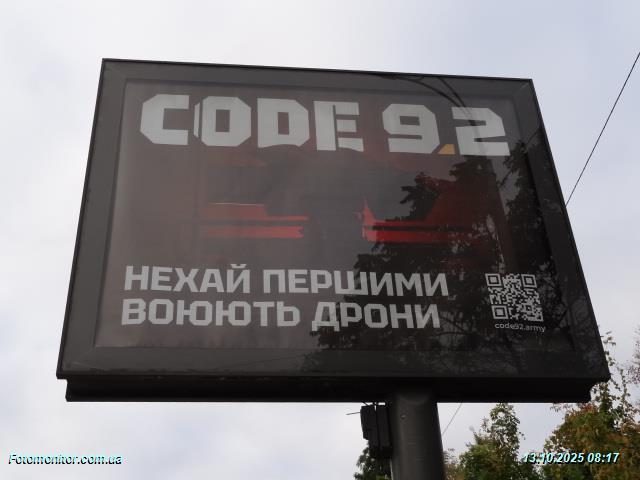 CODE 9.2
НЕХАЙ ПЕРШИМИ
ВОЮЮТЬ ДРОНИ
code92.army
Fotomonitor.com.ua
13.10.2025 08:17